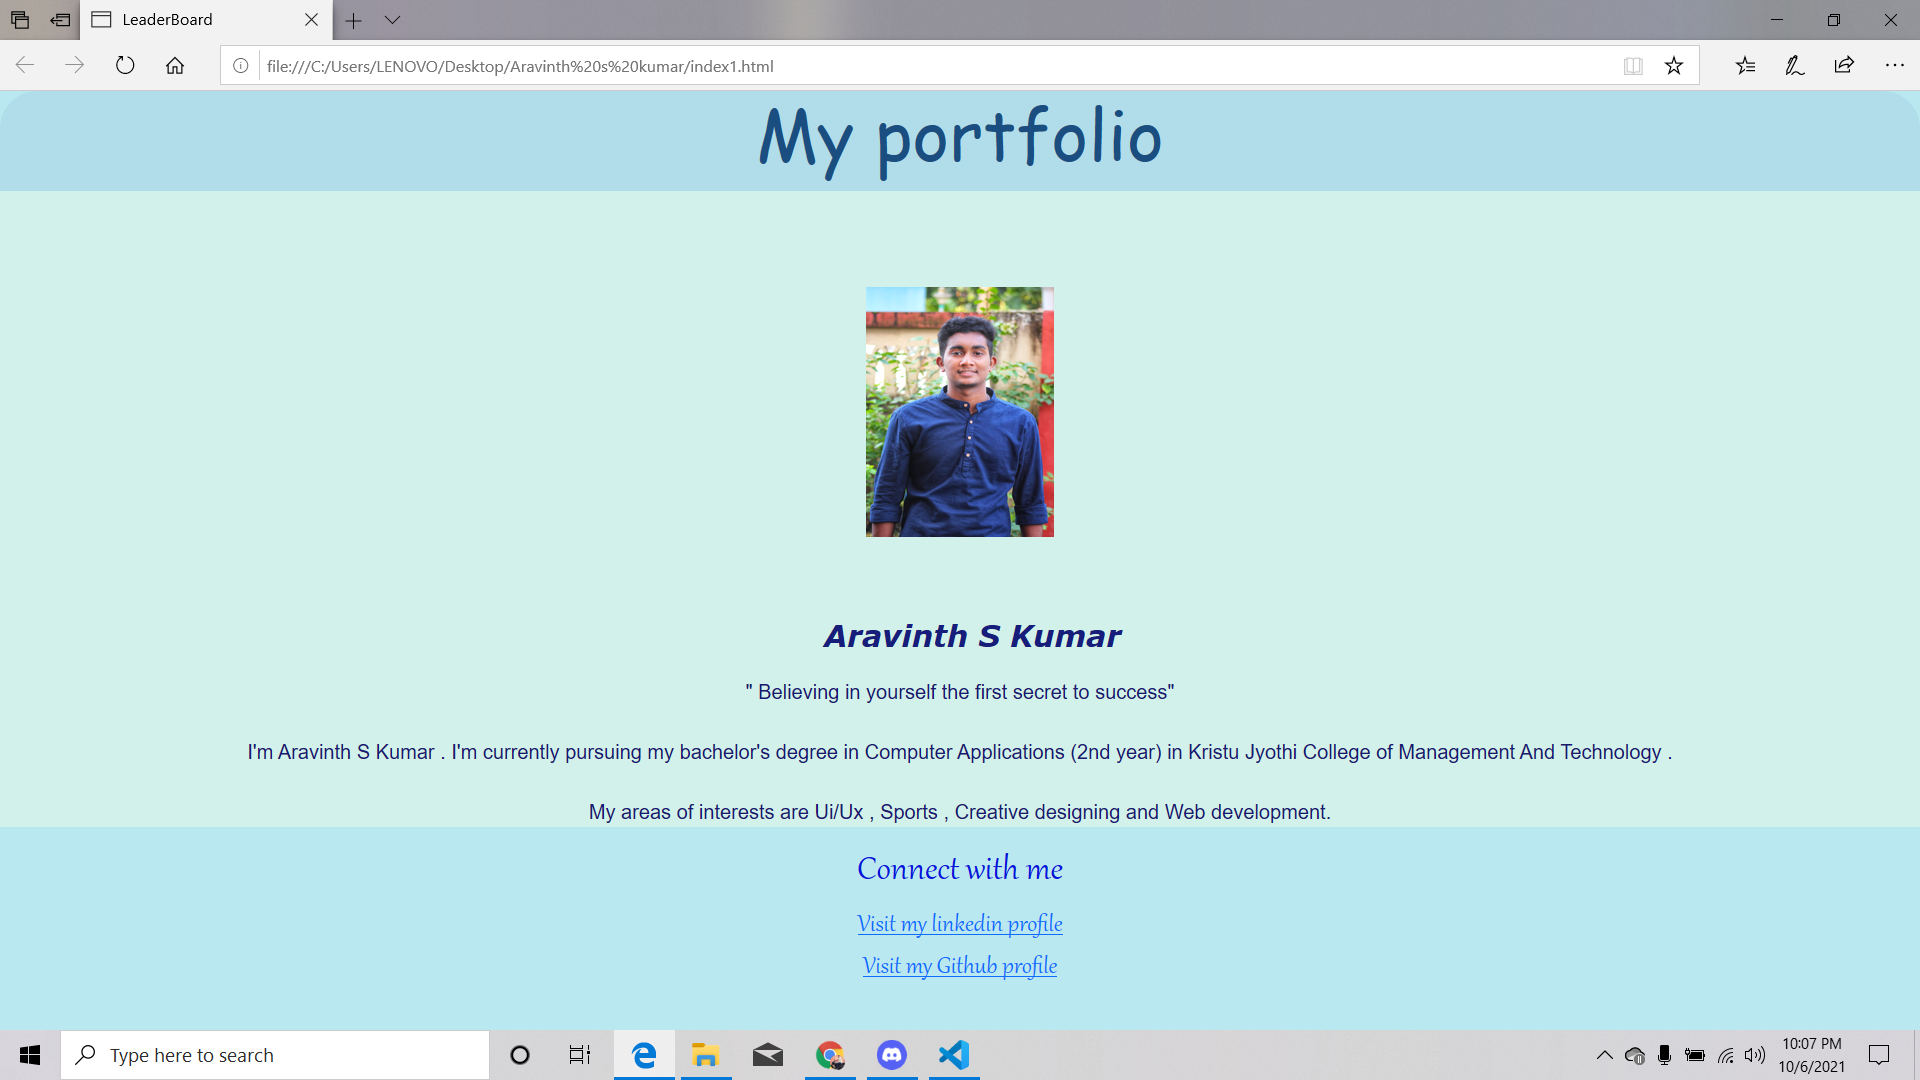 LeaderBoard
file:///C:/Users/LENOVO/Desktop/Aravinth%20s%20kumar/index1.html
My portfolio
Aravinth S Kumar
" Believing in yourself the first secret to success"
I'm Aravinth S Kumar . I'm currently pursuing my bachelor's degree in Computer Applications (2nd year) in Kristu Jyothi College of Management And Technology .
My areas of interests are Ui/Ux , Sports , Creative designing and Web development.
Connect with me
Visit my linkedin profile
Visit my Github profile
Type here to search
10:07 PM
10/6/2021